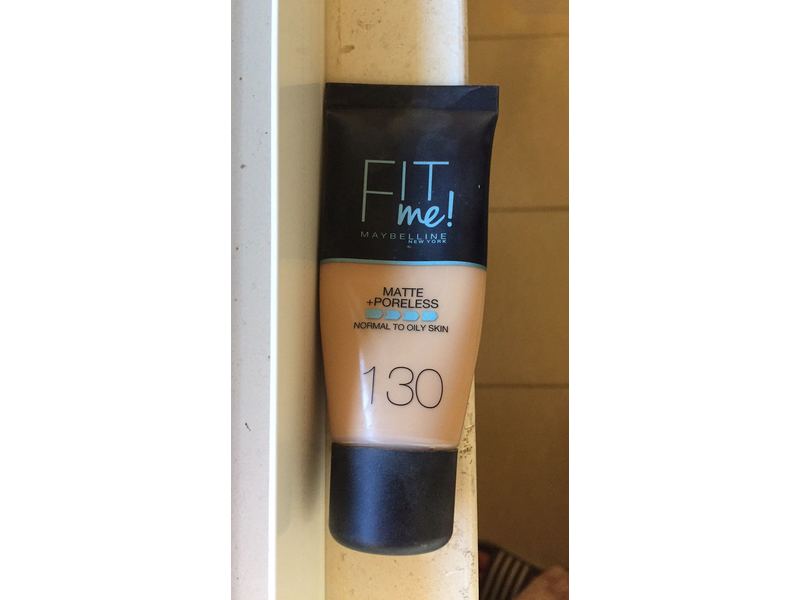 FIT
me!
MAYBELLINE
NEW YORK
MATTE
+PORELESS
NORMAL TO OILY SKIN
130